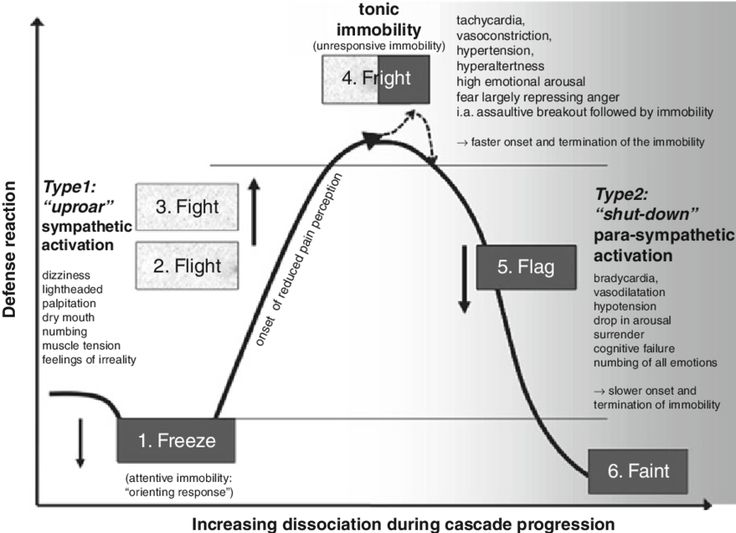 tonic
immobility
(unresponsive immobility)
4. Fright
tachycardia,
vasoconstriction,
hypertension,
hyperaltertness
high emotional arousal
fear largely repressing anger
i.a. assaultive breakout followed by immobility
→ faster onset and termination of the immobility
Defense reaction
Type1:
“uproar”
sympathetic
activation
dizziness
lightheaded
palpitation
dry mouth
numbing
muscle tension
feelings of irreality
3. Fight
2. Flight
onset of reduced pain perception
5. Flag
Type2:
“shut-down”
para-sympathetic
activation
bradycardia,
vasodilatation
hypotension
drop in arousal
surrender
cognitive failure
numbing of all emotions
→ slower onset and
termination of immobility
1. Freeze
(attentive immobility:
“orienting response”)
6. Faint
Increasing dissociation during cascade progression